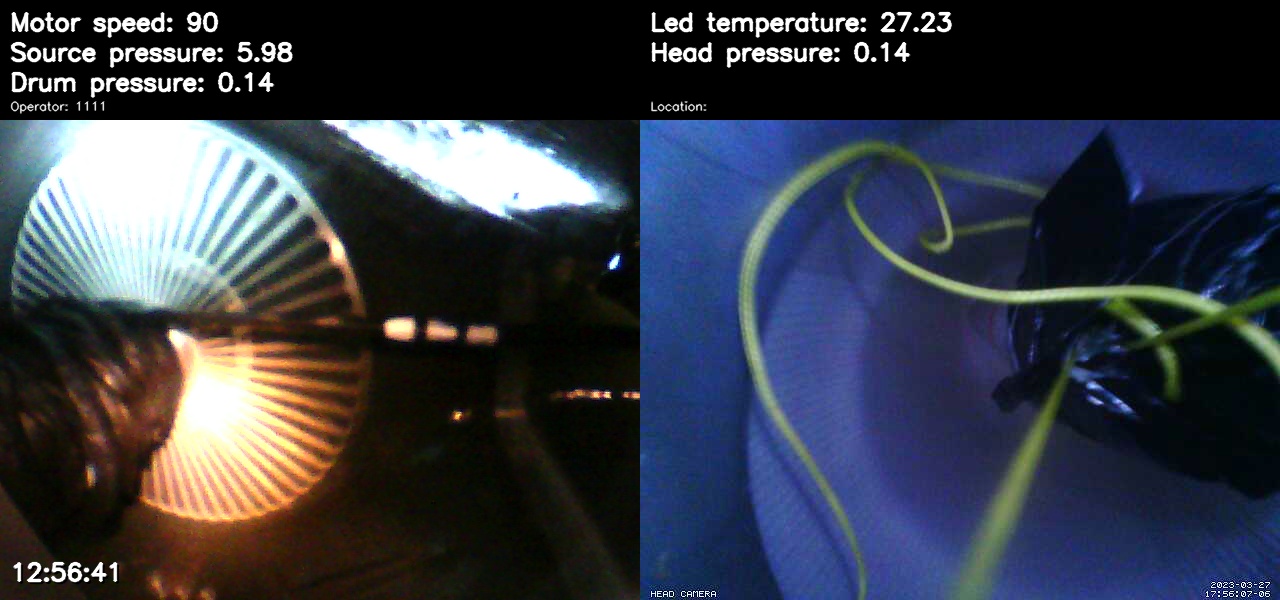 Motor speed: 90
Source pressure: 5.98
Drum pressure: 0.14
Operator: 1111
Led temperature: 27.23
Head pressure: 0.14
Location:
12:56:41
HEAD CAMERA
2023-03-27
17:56:07-06